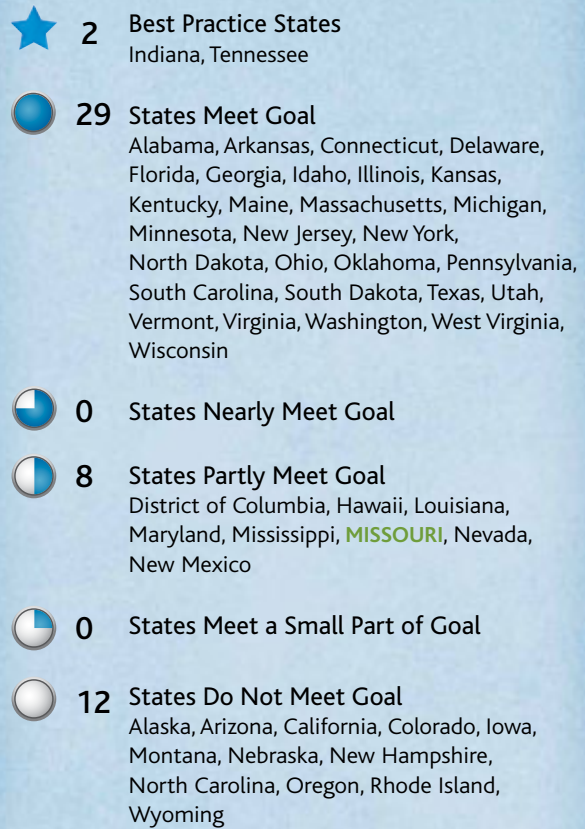 2 Best Practice States
Indiana, Tennessee
29 States Meet Goal
Alabama, Arkansas, Connecticut, Delaware,
Florida, Georgia, Idaho, Illinois, Kansas,
Kentucky, Maine, Massachusetts, Michigan,
Minnesota, New Jersey, New York,
North Dakota, Ohio, Oklahoma, Pennsylvania,
South Carolina, South Dakota, Texas, Utah,
Vermont, Virginia, Washington, West Virginia,
Wisconsin
0 States Nearly Meet Goal
8 States Partly Meet Goal
District of Columbia, Hawaii, Louisiana,
Maryland, Mississippi, MISSOURI, Nevada,
New Mexico
0 States Meet a Small Part of Goal
12 States Do Not Meet Goal
Alaska, Arizona, California, Colorado, Iowa,
Montana, Nebraska, New Hampshire,
North Carolina, Oregon, Rhode Island,
Wyoming